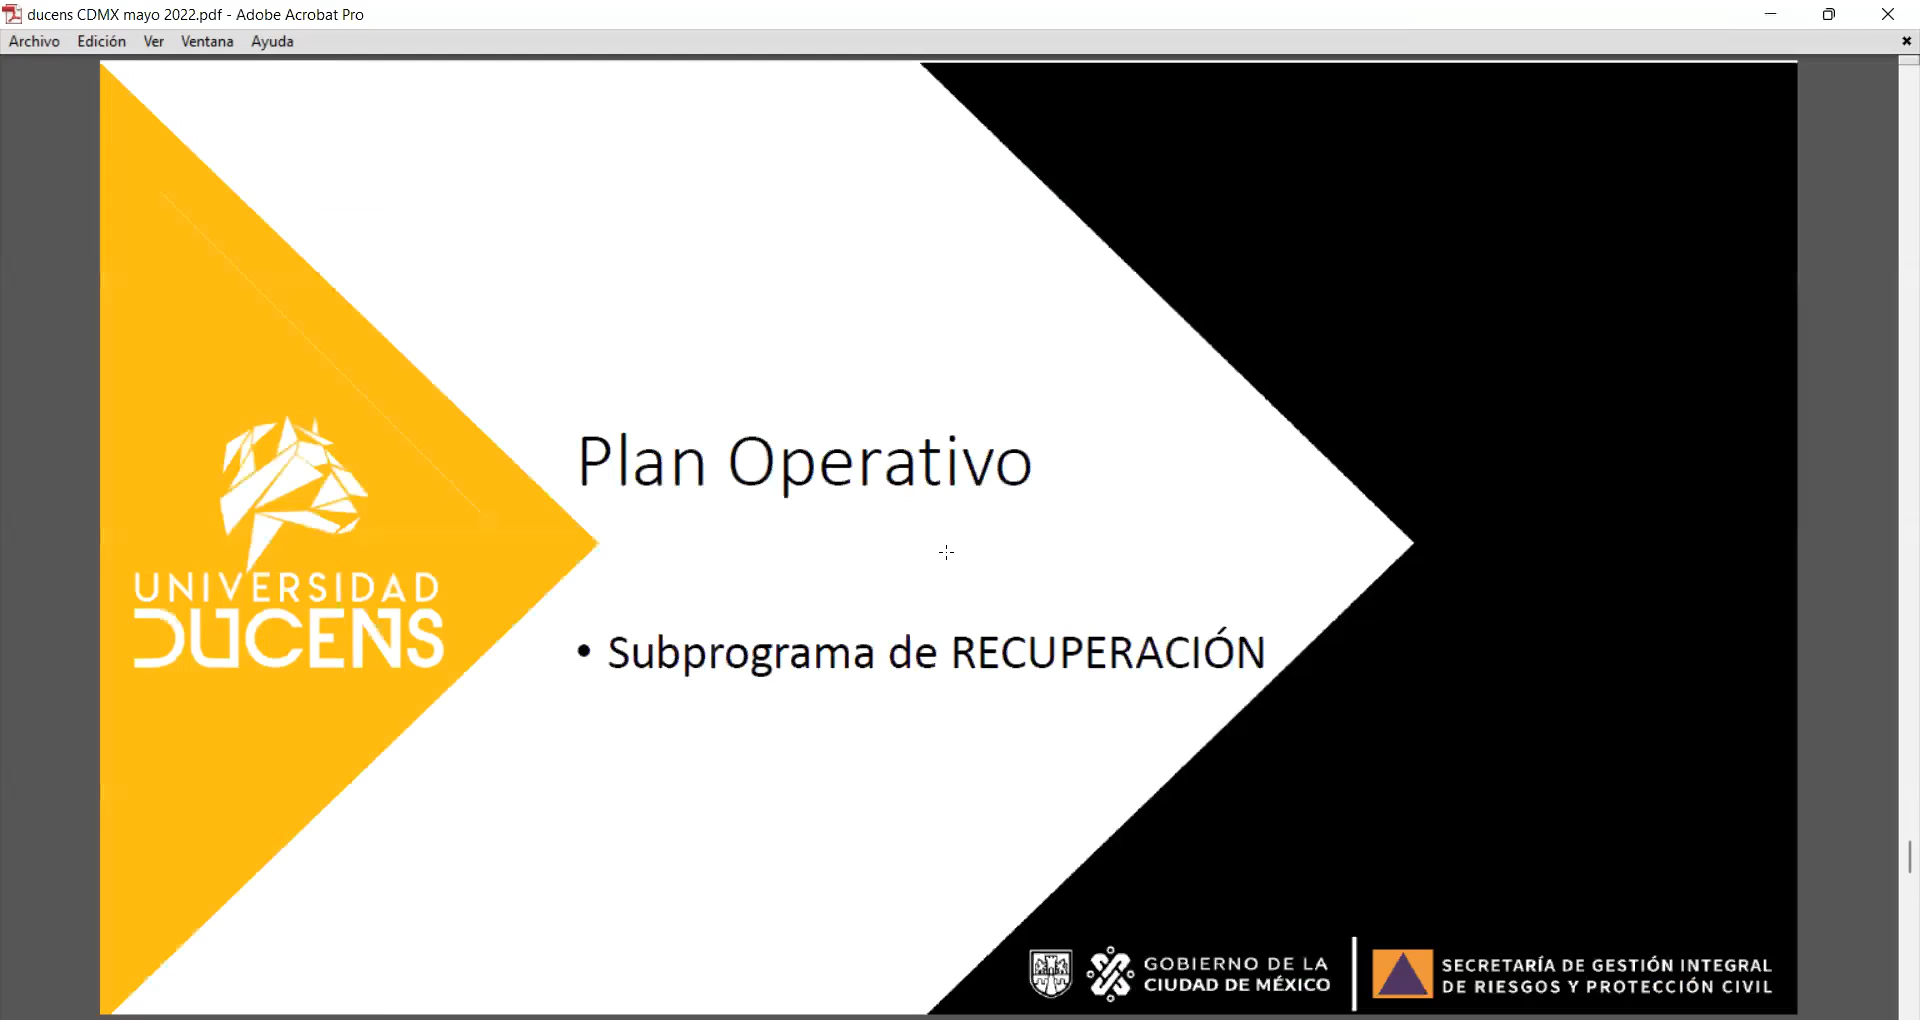 ducens CDMX mayo 2022.pdf - Adobe Acrobat Pro
Archivo Edición Ver Ventana Ayuda
Plan Operativo
UNIVERSIDAD
DUCENS
• Subprograma de RECUPERACIÓN
GOBIERNO DE LA
CIUDAD DE MÉXICO
SECRETARÍA DE GESTIÓN INTEGRAL
DE RIESGOS Y PROTECCIÓN CIVIL